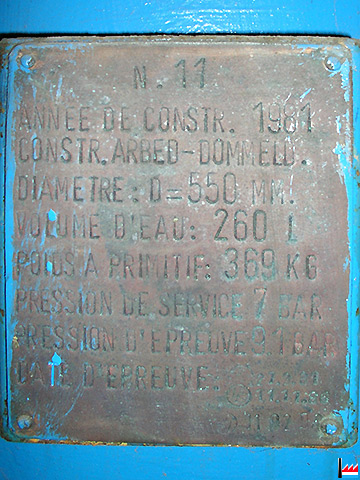 N. 11
ANNEE DE CONSTR. 1981
CONSTR. ARBED-DOMMELD.
DIAMETRE: D = 550 MM.
VOLUME D'EAU: 260 L
POIDS A PRIMITIF: 369 KG
PRESSION DE SERVICE 7 BAR
PRESSION D'EPREUVE 9.1 BAR
DATE D'EPREUVE: